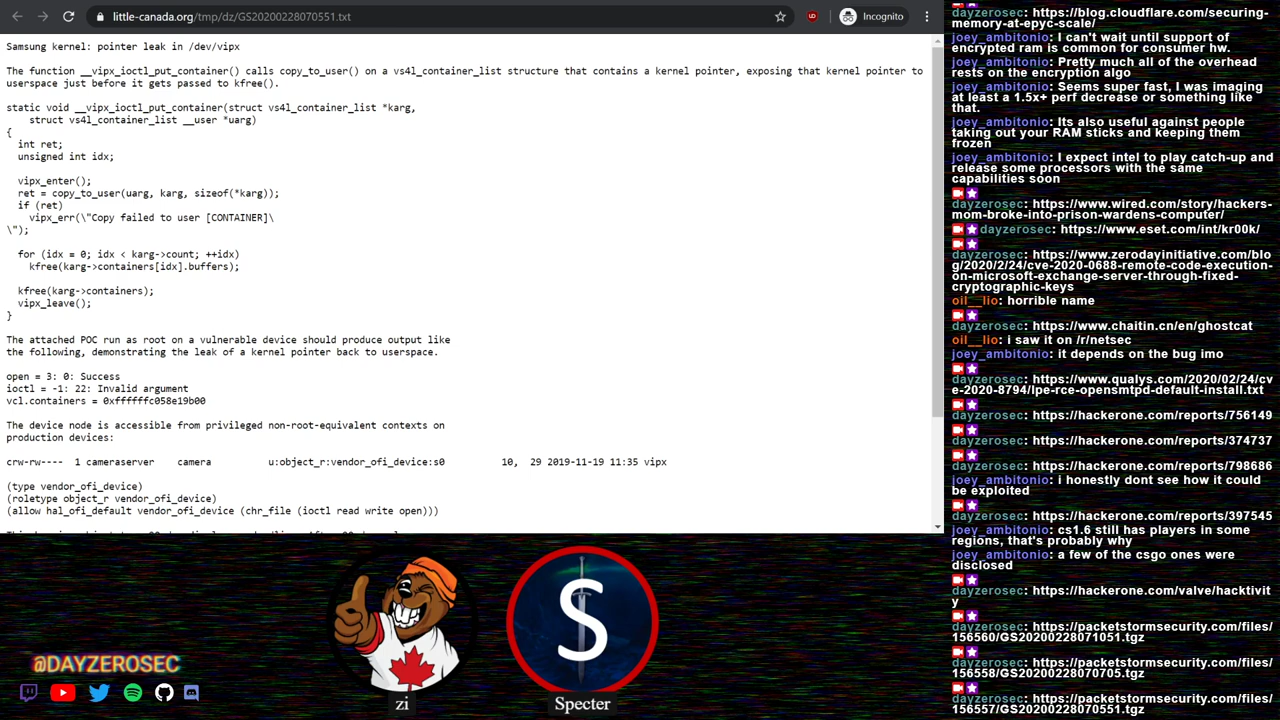 little-canada.org/tmp/dz/GS20200228070551.txt
Incognito
Samsung kernel: pointer leak in /dev/vipx
The function __vipx_ioctl_put_container() calls copy_to_user() on a vs4l_container_list structure that contains a kernel pointer, exposing that kernel pointer to
userspace just before it gets passed to kfree().
static void __vipx_ioctl_put_container(struct vs4l_container_list *karg,
struct vs4l_container_list __user *uarg)
{
int ret;
unsigned int idx;
vipx_enter();
ret = copy_to_user(uarg, karg, sizeof(*karg));
if (ret)
vipx_err(\"Copy failed to user [CONTAINER]\
\");
for (idx = 0; idx < karg->count; ++idx)
kfree(karg->containers[idx].buffers);
kfree(karg->containers);
vipx_leave();
}
The attached POC run as root on a vulnerable device should produce output like
the following, demonstrating the leak of a kernel pointer back to userspace.
open = 3: 0: Success
ioctl = -1: 22: Invalid argument
vcl.containers = 0xffffffc058e19b00
The device node is accessible from privileged non-root-equivalent contexts on
production devices:
crw-rw---- 1 cameraserver camera u:object_r:vendor_ofi_device:s0 10, 29 2019-11-19 11:35 vipx
(type vendor_ofi_device)
(roletype object_r vendor_ofi_device)
(allow hal_ofi_default vendor_ofi_device (chr_file (ioctl read write open)))
dayzerosec: https://blog.cloudflare.com/securing-
memory-at-epyc-scale/
joey_ambitonio: I can't wait until support of
encrypted ram is common for consumer hw.
joey_ambitonio: Pretty much all of the overhead
rests on the encryption algo
joey_ambitonio: Seems super fast, I was imaging
at least a 1.5x+ perf decrease or something like
that.
joey_ambitonio: Its also useful against people
taking out your RAM sticks and keeping them
frozen
joey_ambitonio: I expect intel to play catch-up and
release some processors with the same
capabilities soon
dayzerosec: https://www.wired.com/story/hackers-
mom-broke-into-prison-wardens-computer/
dayzerosec: https://www.eset.com/int/kr00k/
dayzerosec: https://www.zerodayinitiative.com/blo
g/2020/2/24/cve-2020-0688-remote-code-execution-
on-microsoft-exchange-server-through-fixed-
cryptographic-keys
oil__lio: horrible name
dayzerosec: https://www.chaitin.cn/en/ghostcat
oil__lio: i saw it on /r/netsec
joey_ambitonio: it depends on the bug imo
dayzerosec: https://www.qualys.com/2020/02/24/cv
e-2020-8794/lpe-rce-opensmtpd-default-install.txt
dayzerosec: https://hackerone.com/reports/756149
dayzerosec: https://hackerone.com/reports/374737
dayzerosec: https://hackerone.com/reports/768686
joey_ambitonio: i honestly dont see how it could
be exploited
dayzerosec: https://hackerone.com/reports/397545
joey_ambitonio: cs1.6 still has players in some
regions, that's probably why
joey_ambitonio: a few of the csgo ones were
disclosed
dayzerosec: https://hackerone.com/valve/hacktivit
y
dayzerosec: https://packetstormsecurity.com/files/
156560/GS20200228071051.tgz
dayzerosec: https://packetstormsecurity.com/files/
156558/GS20200228070705.tgz
dayzerosec: https://packetstormsecurity.com/files/
156557/GS20200228070551.tgz
@DAYZEROSEC
S
zi
Specter